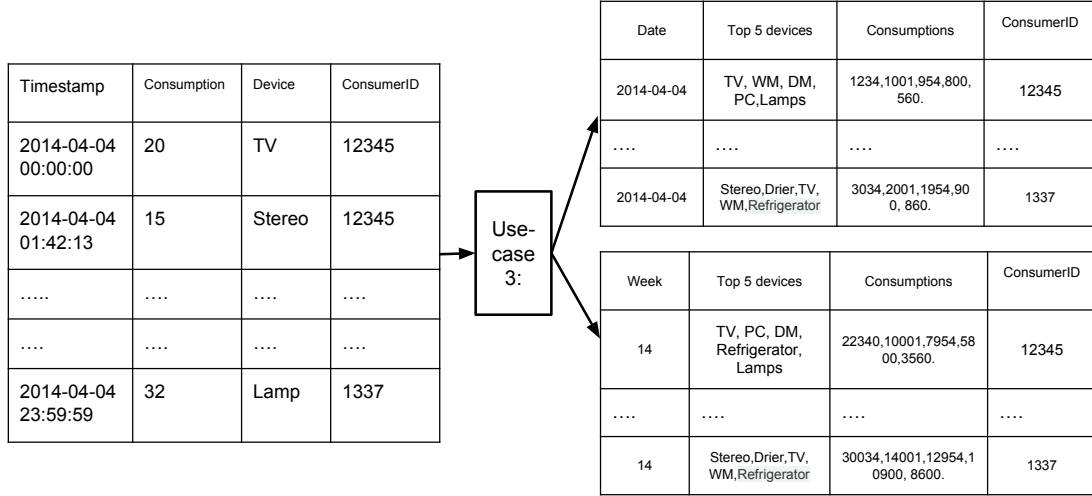 Timestamp Consumption Device ConsumerID
2014-04-04 20 TV 12345
00:00:00
2014-04-04 15 Stereo 12345
01:42:13
..... .... .... ....
.... .... .... ....
2014-04-04 32 Lamp 1337
23:59:59
Use-
case
3:
Date Top 5 devices Consumptions ConsumerID
2014-04-04 TV, WM, DM, 1234,1001,954,800, 12345
PC,Lamps 560.
.... .... .... ....
2014-04-04 Stereo,Drier,TV, 3034,2001,1954,90 1337
WM,Refrigerator 0, 860.
Week Top 5 devices Consumptions ConsumerID
14 TV, PC, DM, 22340,10001,7954,58 12345
Refrigerator, 00,3560.
Lamps
.... .... .... ....
14 Stereo,Drier,TV, 30034,14001,12954,1 1337
WM,Refrigerator 0900, 8600.